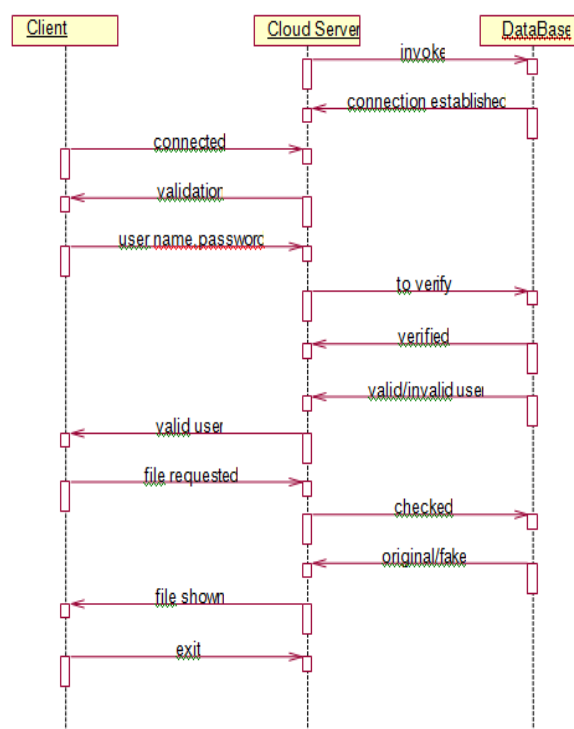 Client
Cloud Server
DataBase
invoke
connection established
connected
validation
user name,password
to verify
verified
valid/invalid user
valid user
file requested
checked
original/fake
file shown
exit